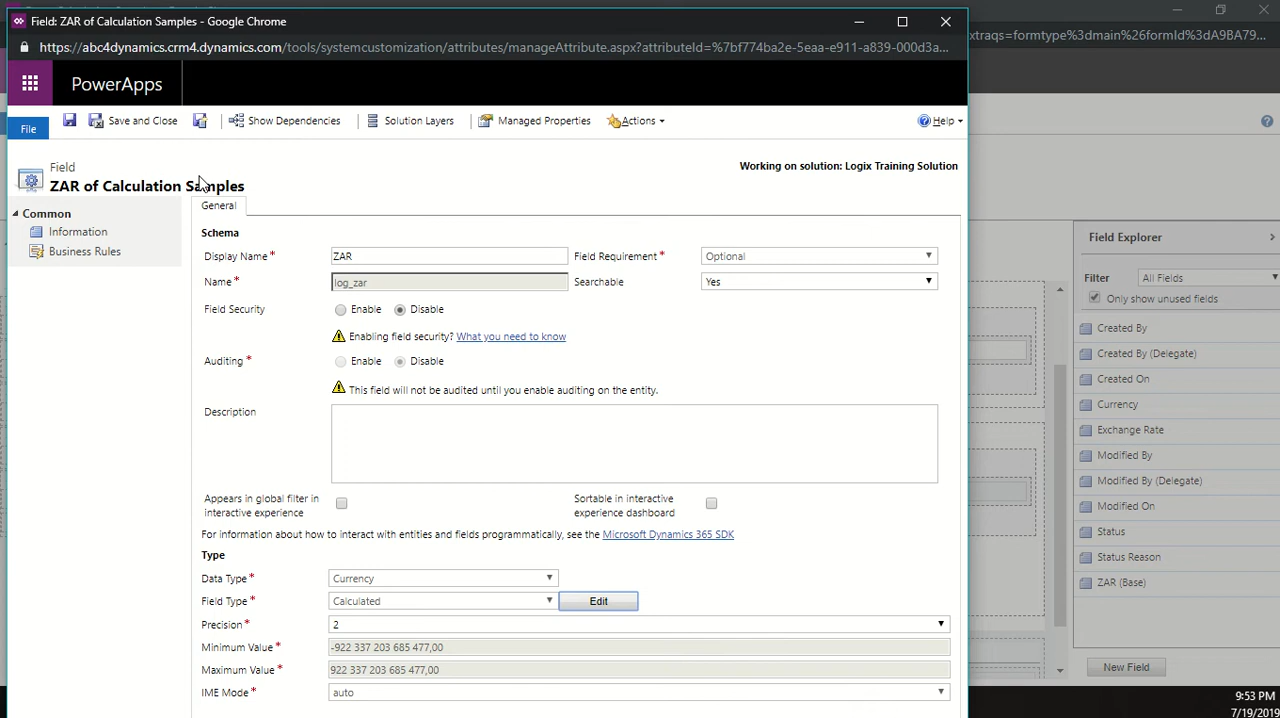 Field: ZAR of Calculation Samples - Google Chrome
https://abc4dynamics.crm4.dynamics.com/tools/systemcustomization/attributes/manageAttribute.aspx?attributeId=%7bf774ba2e-5eaa-e911-a839-000d3a...
xtraqs=formtype%3dmain%26formId%3dA9BA79...
PowerApps
File
Save and Close
Show Dependencies
Solution Layers
Managed Properties
Actions
Help
Field
ZAR of Calculation Samples
Working on solution: Logix Training Solution
Common
Information
Business Rules
General
Schema
Display Name* ZAR Field Requirement* Optional
Name* log_zar Searchable Yes
Field Security Enable Disable
Enabling field security? What you need to know
Auditing* Enable Disable
This field will not be audited until you enable auditing on the entity.
Description
Appears in global filter in interactive experience
Sortable in interactive experience dashboard
For information about how to interact with entities and fields programmatically, see the Microsoft Dynamics 365 SDK
Type
Data Type* Currency
Field Type* Calculated Edit
Precision* 2
Minimum Value* -922 337 203 685 477,00
Maximum Value* 922 337 203 685 477,00
IME Mode* auto
Field Explorer
Filter All Fields
Only show unused fields
Created By
Created By (Delegate)
Created On
Currency
Exchange Rate
Modified By
Modified By (Delegate)
Modified On
Status
Status Reason
ZAR (Base)
New Field
9:53 PM
7/19/2019